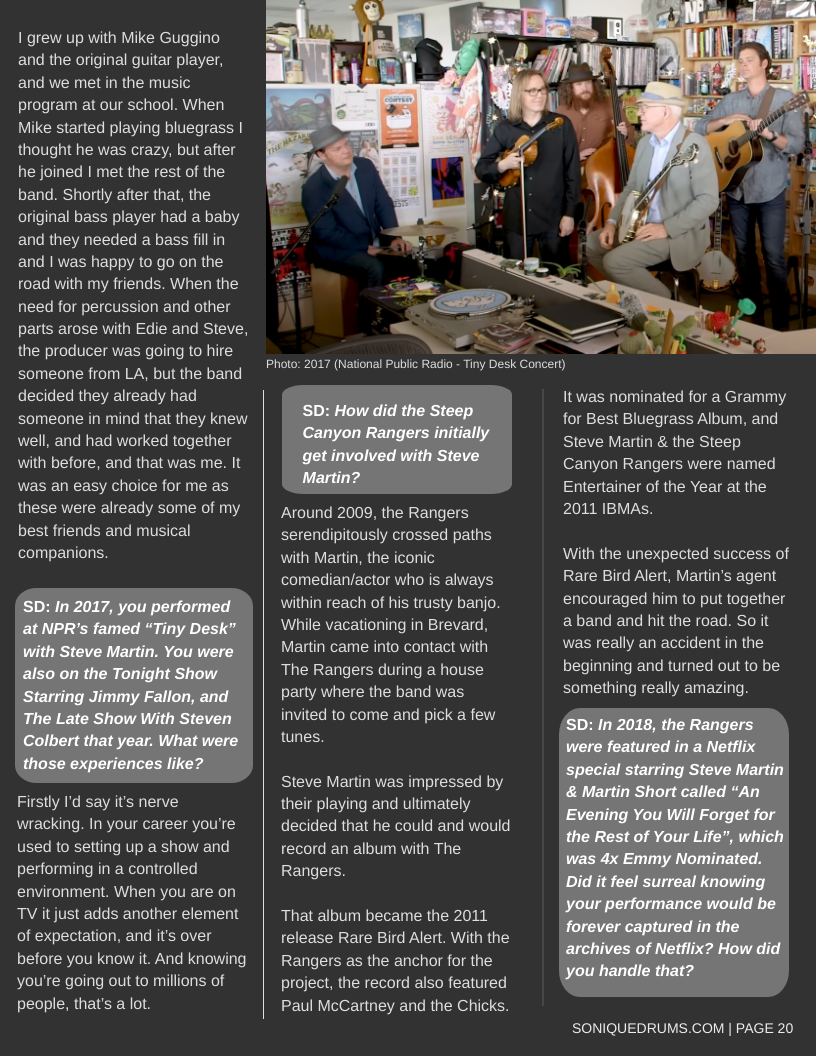 I grew up with Mike Guggino
and the original guitar player,
and we met in the music
program at our school. When
Mike started playing bluegrass I
thought he was crazy, but after
he joined I met the rest of the
band. Shortly after that, the
original bass player had a baby
and they needed a bass fill in
and I was happy to go on the
road with my friends. When the
need for percussion and other
parts arose with Edie and Steve,
the producer was going to hire
someone from LA, but the band
decided they already had
someone in mind that they knew
well, and had worked together
with before, and that was me. It
was an easy choice for me as
these were already some of my
best friends and musical
companions.
SD: In 2017, you performed
at NPR’s famed “Tiny Desk”
with Steve Martin. You were
also on the Tonight Show
Starring Jimmy Fallon, and
The Late Show With Steven
Colbert that year. What were
those experiences like?
Firstly I’d say it’s nerve
wracking. In your career you’re
used to setting up a show and
performing in a controlled
environment. When you are on
TV it just adds another element
of expectation, and it’s over
before you know it. And knowing
you’re going out to millions of
people, that’s a lot.
CONTEST
Photo: 2017 (National Public Radio - Tiny Desk Concert)
SD: How did the Steep
Canyon Rangers initially
get involved with Steve
Martin?
Around 2009, the Rangers
serendipitously crossed paths
with Martin, the iconic
comedian/actor who is always
within reach of his trusty banjo.
While vacationing in Brevard,
Martin came into contact with
The Rangers during a house
party where the band was
invited to come and pick a few
tunes.
Steve Martin was impressed by
their playing and ultimately
decided that he could and would
record an album with The
Rangers.
That album became the 2011
release Rare Bird Alert. With the
Rangers as the anchor for the
project, the record also featured
Paul McCartney and the Chicks.
It was nominated for a Grammy
for Best Bluegrass Album, and
Steve Martin & the Steep
Canyon Rangers were named
Entertainer of the Year at the
2011 IBMAs.
With the unexpected success of
Rare Bird Alert, Martin’s agent
encouraged him to put together
a band and hit the road. So it
was really an accident in the
beginning and turned out to be
something really amazing.
SD: In 2018, the Rangers
were featured in a Netflix
special starring Steve Martin
& Martin Short called “An
Evening You Will Forget for
the Rest of Your Life”, which
was 4x Emmy Nominated.
Did it feel surreal knowing
your performance would be
forever captured in the
archives of Netflix? How did
you handle that?
SONIQUEDRUMS.COM | PAGE 20